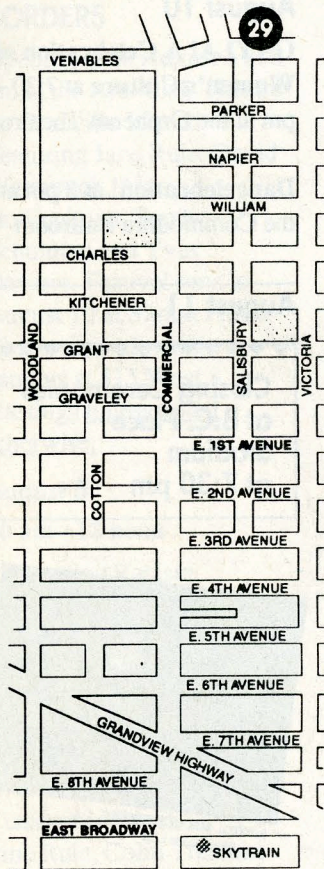 29
VENABLES
PARKER
NAPIER
WILLIAM
CHARLES
KITCHENER
WOODLAND
GRANT
COMMERCIAL
SALISBURY
VICTORIA
GRAVELEY
E. 1ST AVENUE
COTTON
E. 2ND AVENUE
E. 3RD AVENUE
E. 4TH AVENUE
E. 5TH AVENUE
E. 6TH AVENUE
GRANDVIEW HIGHWAY
E. 7TH AVENUE
E. 8TH AVENUE
EAST BROADWAY
SKYTRAIN